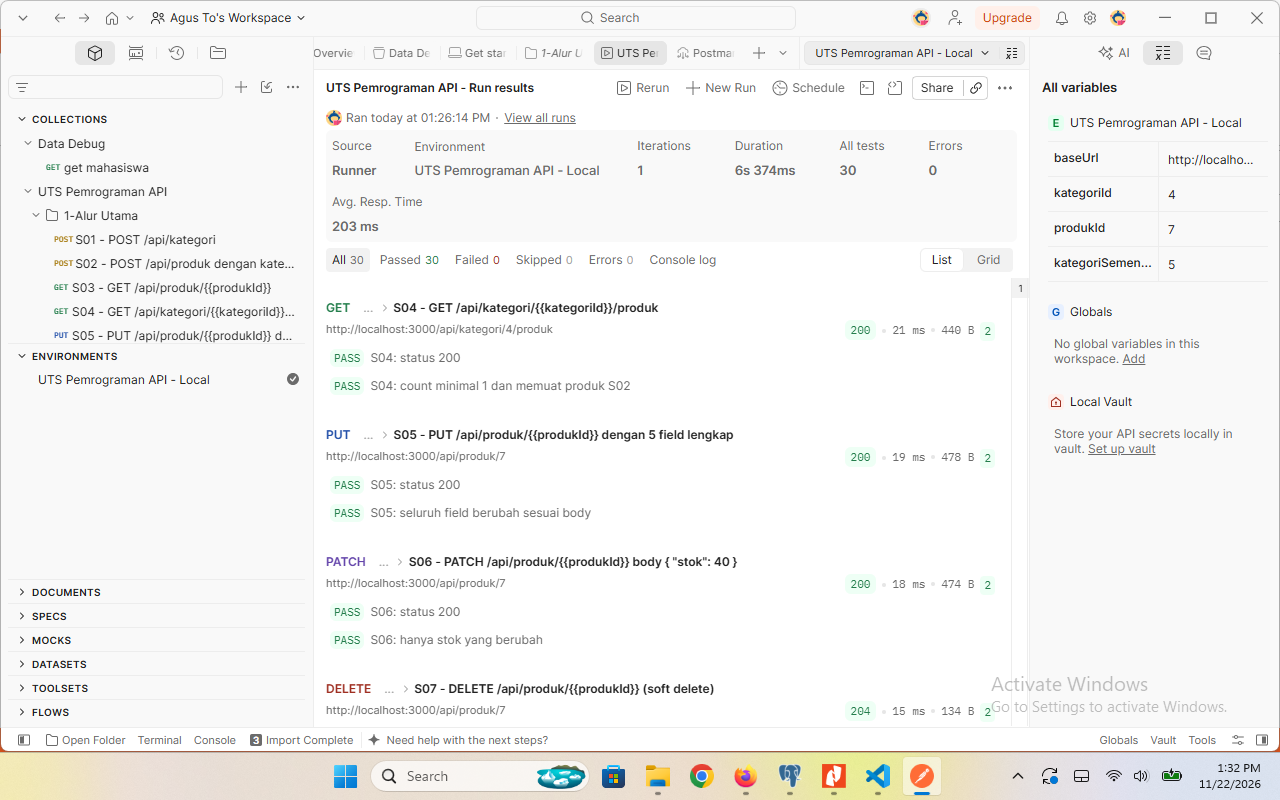 Agus To's Workspace
Search
Upgrade
Overvie
Data De
Get star
1-Alur U
UTS Per
Postma
UTS Pemrograman API - Local
AI
COLLECTIONS
Data Debug
GET get mahasiswa
UTS Pemrograman API
1-Alur Utama
POST S01 - POST /api/kategori
POST S02 - POST /api/produk dengan kate...
GET S03 - GET /api/produk/{{produkId}}
GET S04 - GET /api/kategori/{{kategoriId}}...
PUT S05 - PUT /api/produk/{{produkId}} d...
ENVIRONMENTS
UTS Pemrograman API - Local
DOCUMENTS
SPECS
MOCKS
DATASETS
TOOLSETS
FLOWS
UTS Pemrograman API - Run results
Rerun
New Run
Schedule
Share
Ran today at 01:26:14 PM · View all runs
Source Environment Iterations Duration All tests Errors
Runner UTS Pemrograman API - Local 1 6s 374ms 30 0
Avg. Resp. Time
203 ms
All 30 Passed 30 Failed 0 Skipped 0 Errors 0 Console log
List Grid
1
GET ... > S04 - GET /api/kategori/{{kategoriId}}/produk
http://localhost:3000/api/kategori/4/produk
200 • 21 ms • 440 B 2
PASS S04: status 200
PASS S04: count minimal 1 dan memuat produk S02
PUT ... > S05 - PUT /api/produk/{{produkId}} dengan 5 field lengkap
http://localhost:3000/api/produk/7
200 • 19 ms • 478 B 2
PASS S05: status 200
PASS S05: seluruh field berubah sesuai body
PATCH ... > S06 - PATCH /api/produk/{{produkId}} body { "stok": 40 }
http://localhost:3000/api/produk/7
200 • 18 ms • 474 B 2
PASS S06: status 200
PASS S06: hanya stok yang berubah
DELETE ... > S07 - DELETE /api/produk/{{produkId}} (soft delete)
http://localhost:3000/api/produk/7
204 • 15 ms • 134 B 2
All variables
E UTS Pemrograman API - Local
baseUrl http://localho...
kategoriId 4
produkId 7
kategoriSemen... 5
G Globals
No global variables in this
workspace. Add
Local Vault
Store your API secrets locally in
vault. Set up vault
Activate Windows
Go to Settings to activate Windows.
Open Folder Terminal Console 3 Import Complete Need help with the next steps?
Globals Vault Tools
Search
1:32 PM
11/22/2026